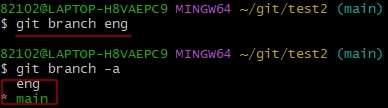 82102@LAPTOP-H8VAEPC9 MINGW64 ~/git/test2 (main)
$ git branch eng
82102@LAPTOP-H8VAEPC9 MINGW64 ~/git/test2 (main)
$ git branch -a
eng
* main